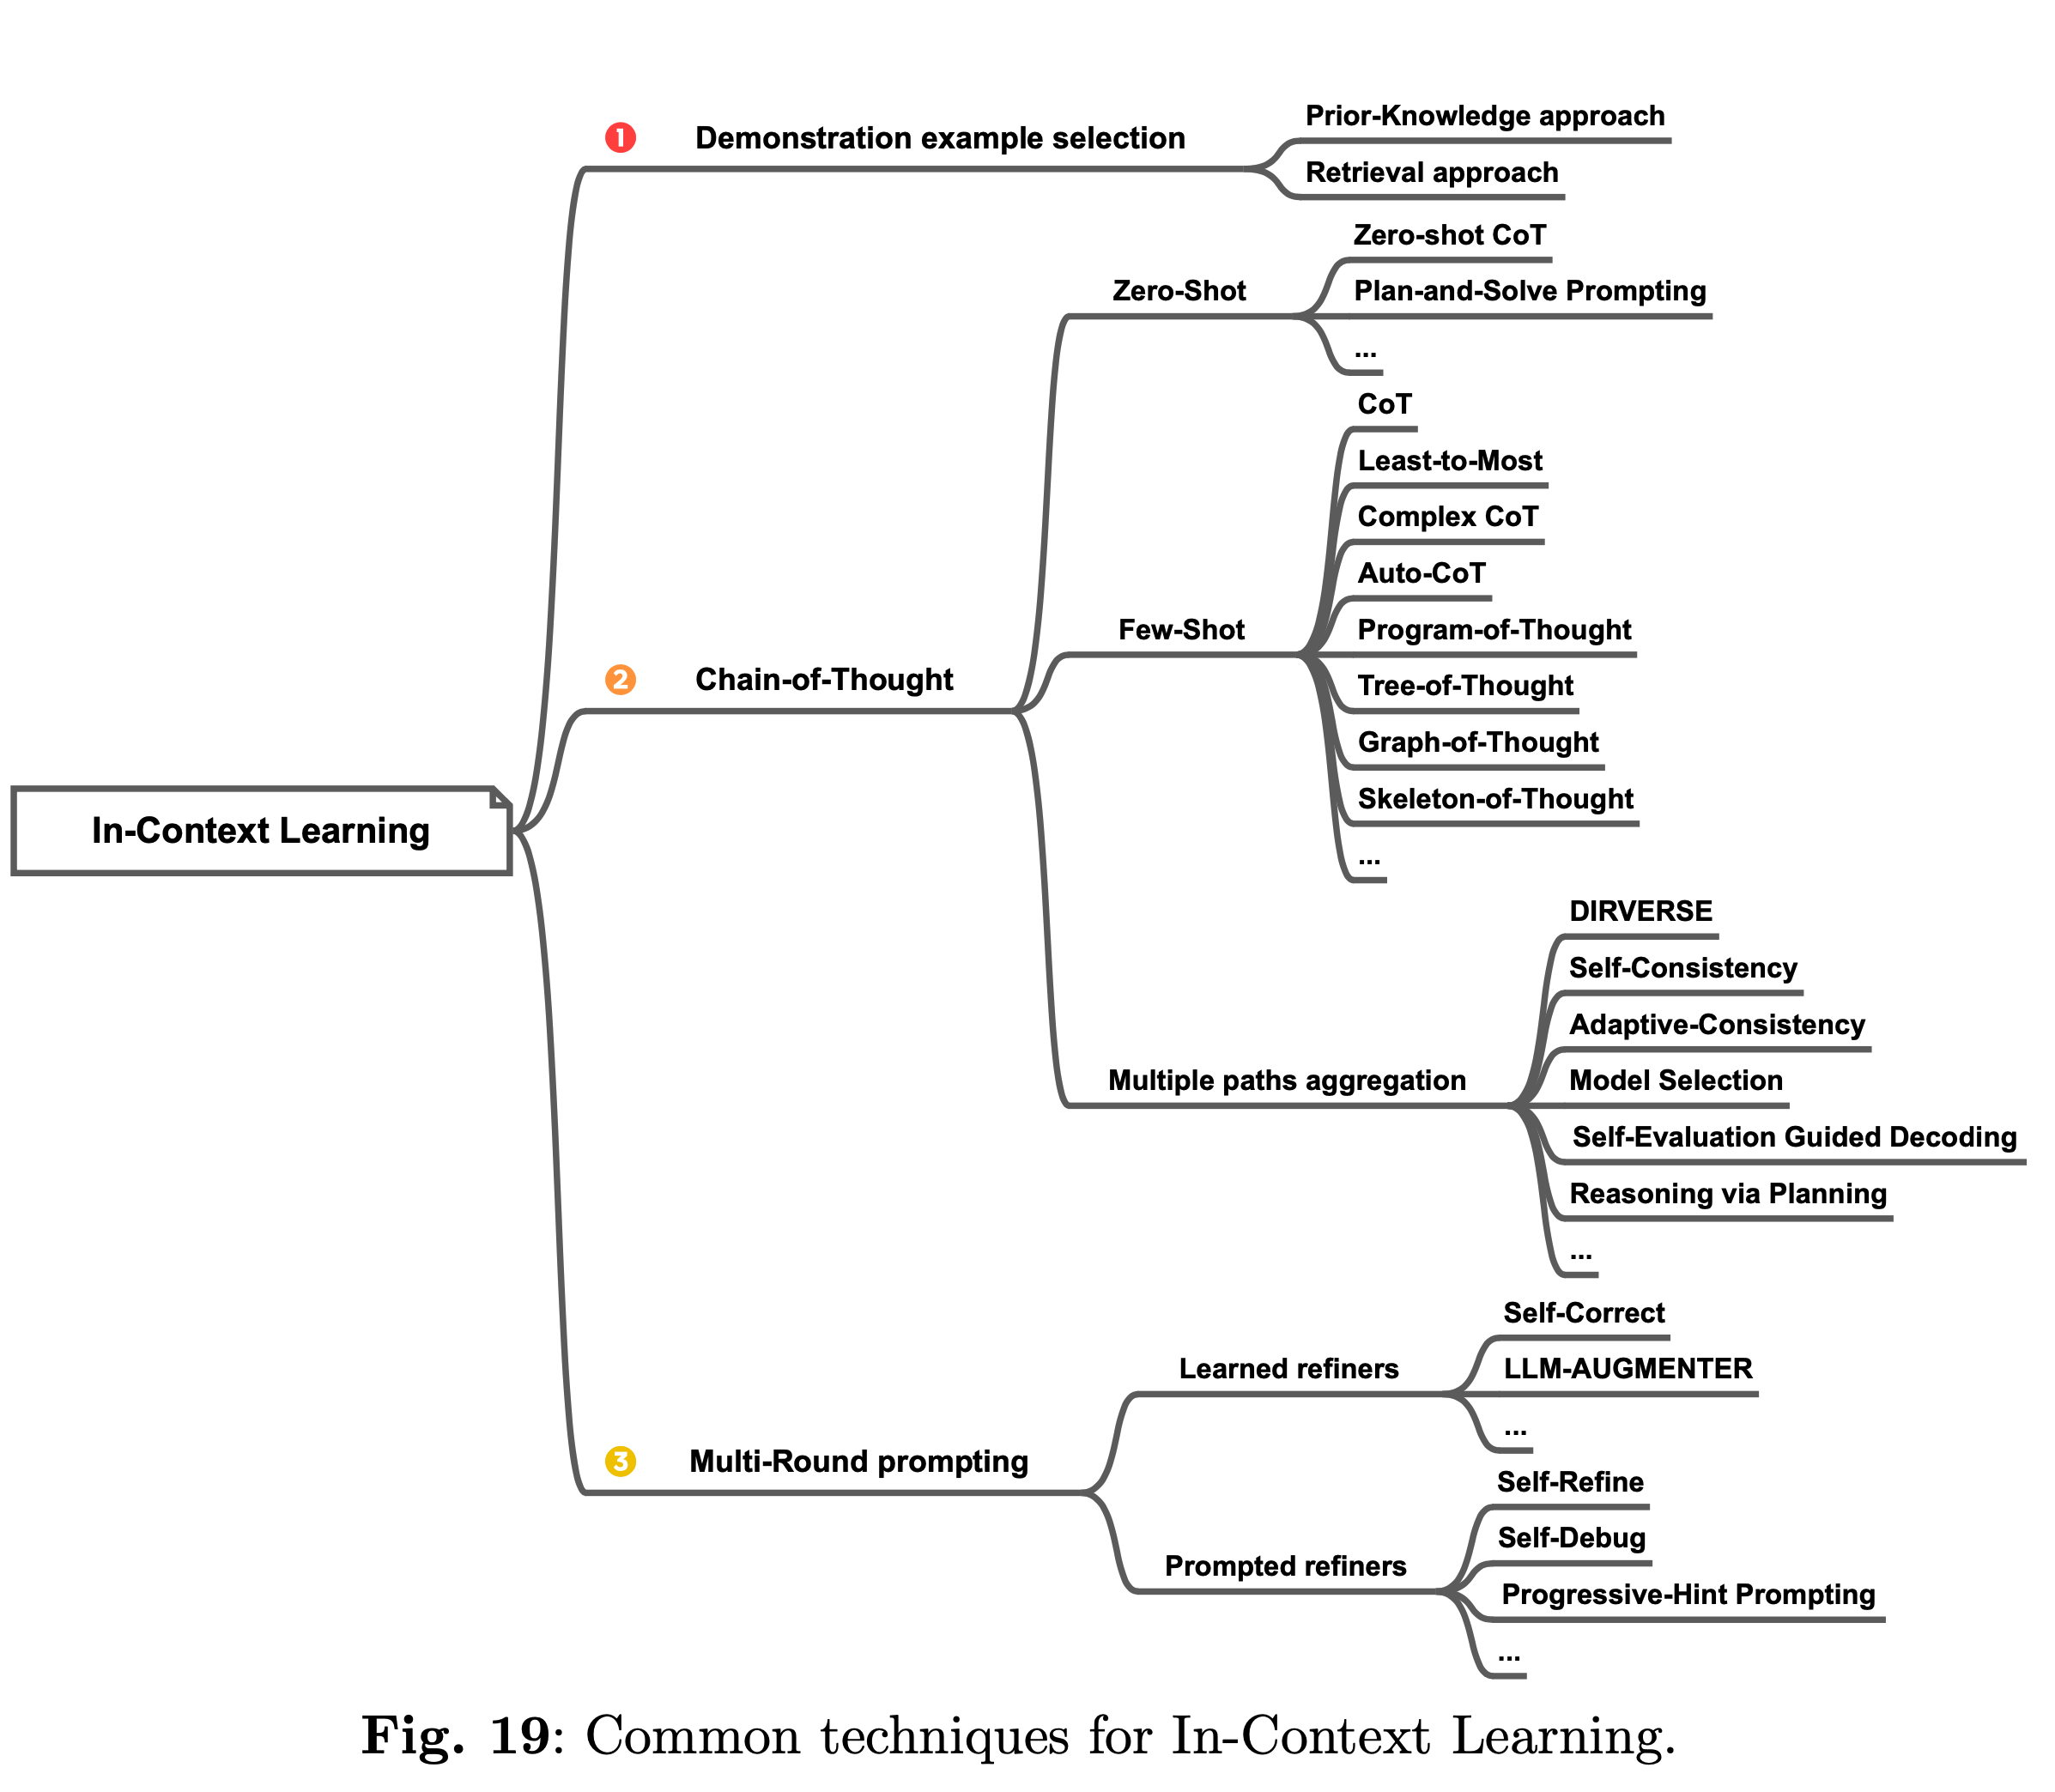 Prior-Knowledge approach
❶ Demonstration example selection
Retrieval approach
Zero-shot CoT
Zero-Shot
Plan-and-Solve Prompting
...
CoT
Least-to-Most
Complex CoT
Auto-CoT
Few-Shot
Program-of-Thought
❷ Chain-of-Thought
Tree-of-Thought
Graph-of-Thought
Skeleton-of-Thought
In-Context Learning
...
DIRVERSE
Self-Consistency
Adaptive-Consistency
Multiple paths aggregation
Model Selection
Self-Evaluation Guided Decoding
Reasoning via Planning
...
Self-Correct
Learned refiners
LLM-AUGMENTER
...
❸ Multi-Round prompting
Self-Refine
Self-Debug
Prompted refiners
Progressive-Hint Prompting
...
Fig. 19: Common techniques for In-Context Learning.